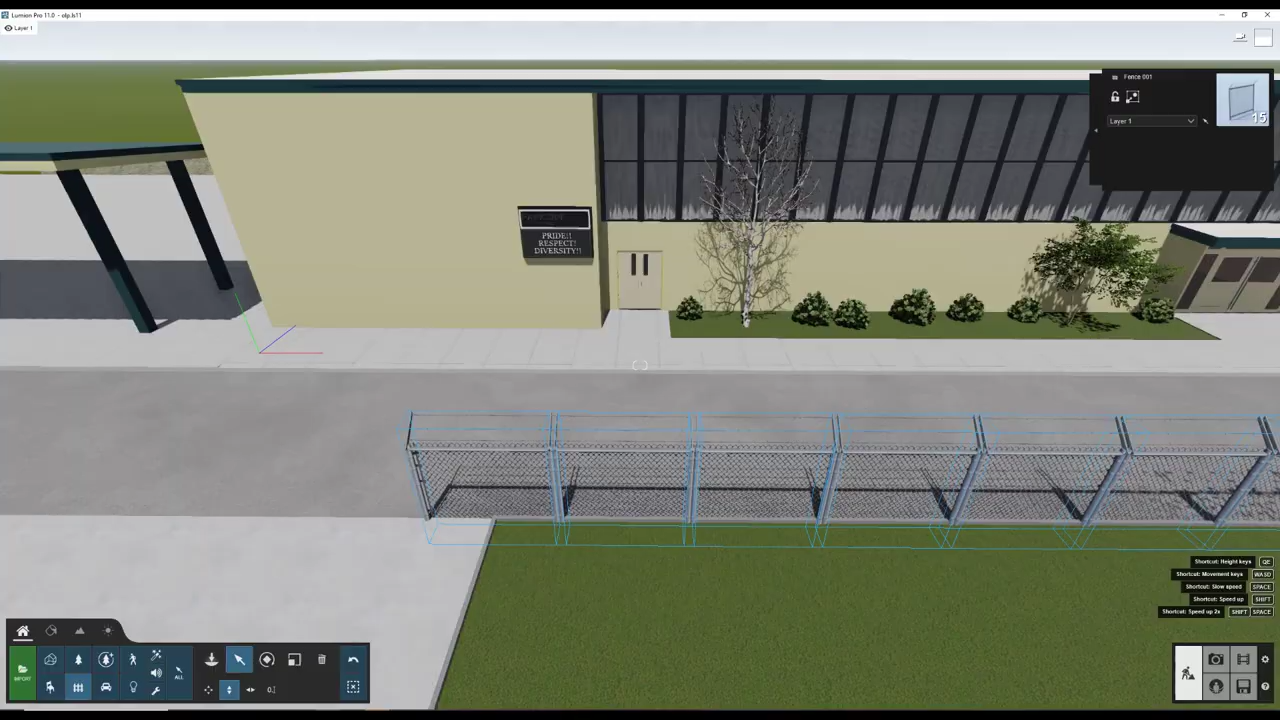 Lumion Pro 11.0 - olp.ls11
Layer 1
Fence 001
15
Layer 1
PRIDE!!
RESPECT!
DIVERSITY!!
Shortcut: Height keys QE
Shortcut: Movement keys WASD
Shortcut: Slow speed SPACE
Shortcut: Speed up SHIFT
Shortcut: Speed up 2x SHIFT SPACE
IMPORT
ALL